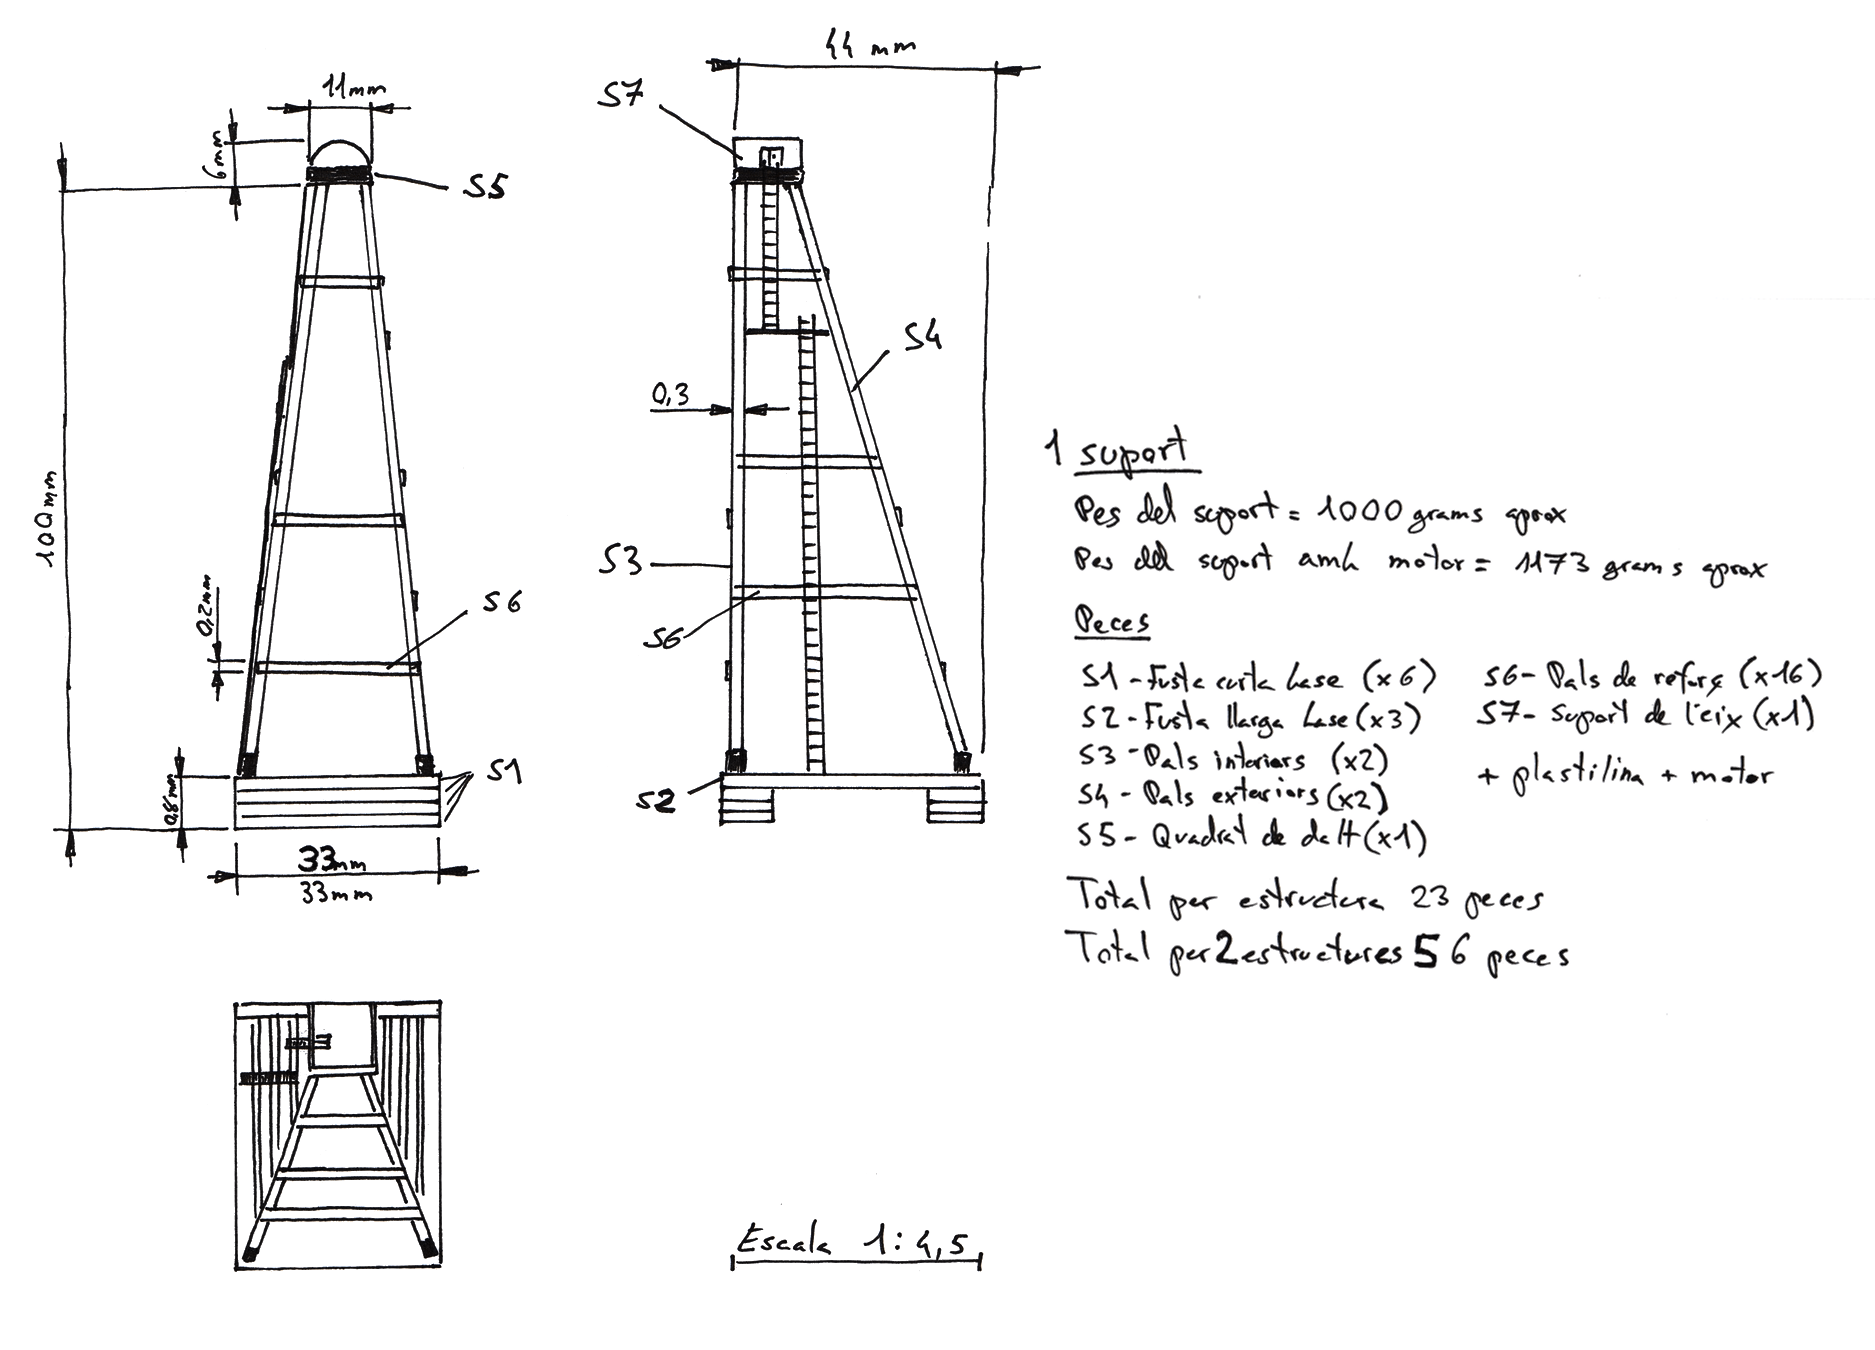 44 mm
S7
11mm
6mm
S5
S4
0,3
100mm
S3
S6
0,2mm
S6
S1
0,8mm
S2
33mm
33mm
1 suport
Pes del suport = 1000 grams aprox
Pes del suport amb motor = 1173 grams aprox
Peces
S1 - Fusta curta base (x6)
S2 - Fusta llarga base (x3)
S3 - Pals interiors (x2)
S4 - Pals exteriors (x2)
S5 - Quadrat de dalt (x1)
S6 - Pals de reforç (x16)
S7 - Suport de l'eix (x1)
+ plastilina + motor
Total per estructura 23 peces
Total per 2 estructures 56 peces
Escala 1:4,5